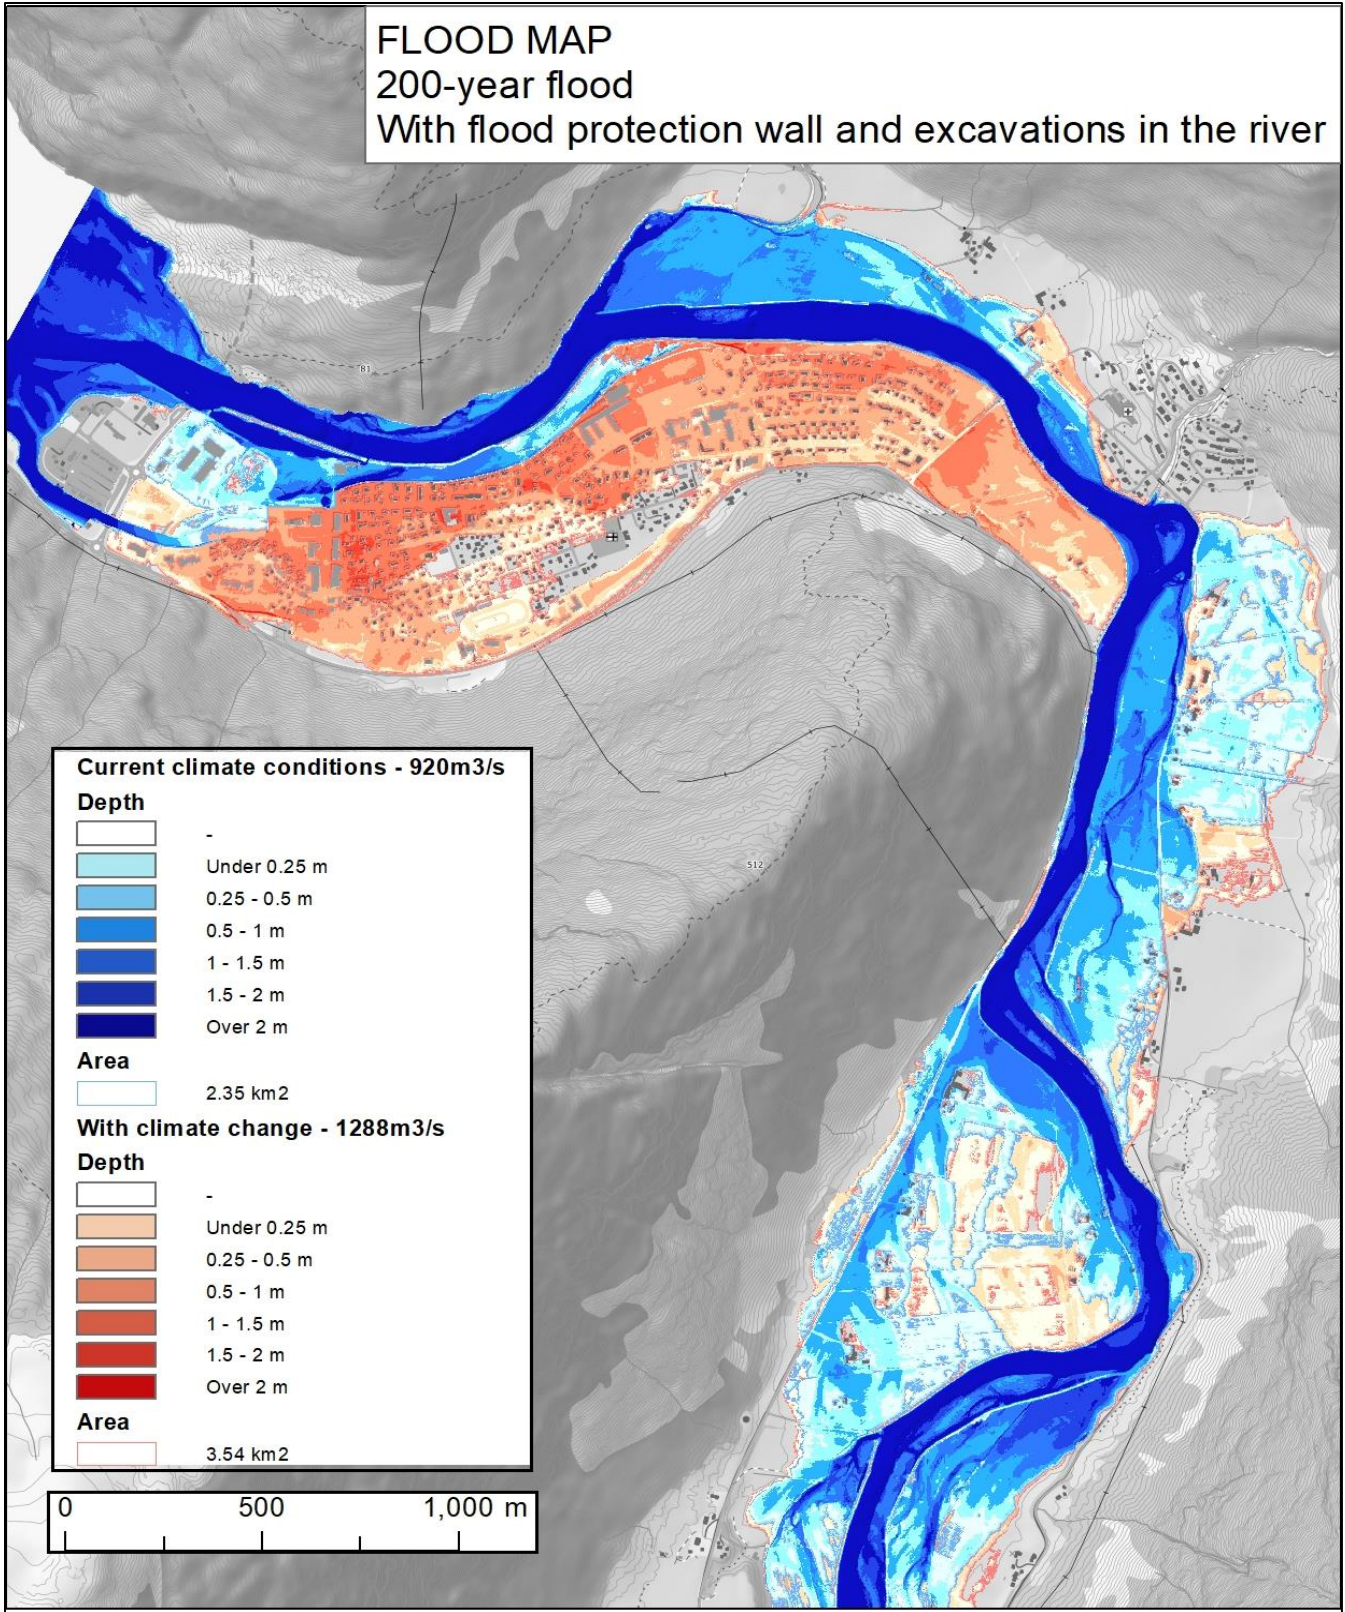 FLOOD MAP
200-year flood
With flood protection wall and excavations in the river
81
512
Current climate conditions - 920m3/s
Depth
-
Under 0.25 m
0.25 - 0.5 m
0.5 - 1 m
1 - 1.5 m
1.5 - 2 m
Over 2 m
Area
2.35 km2
With climate change - 1288m3/s
Depth
-
Under 0.25 m
0.25 - 0.5 m
0.5 - 1 m
1 - 1.5 m
1.5 - 2 m
Over 2 m
Area
3.54 km2
0 500 1,000 m